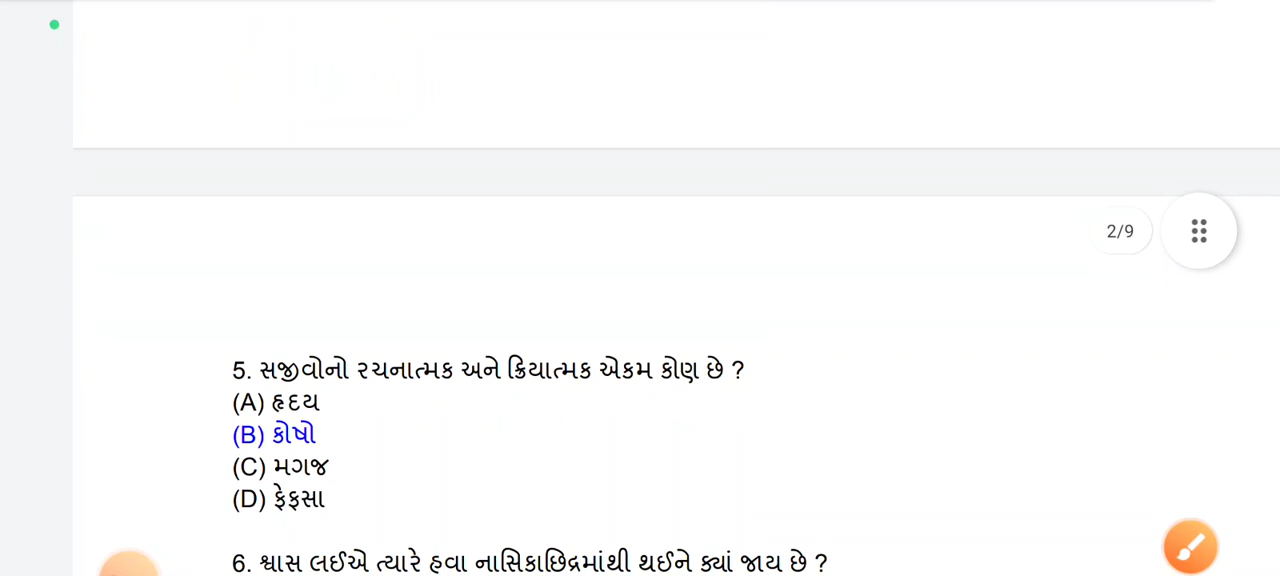 2/9
5. સજીવોનો રચનાત્મક અને ક્રિયાત્મક એકમ કોણ છે ?
(A) હૃદય
(B) કોષો
(C) મગજ
(D) ફેફસા
6. શ્વાસ લઈએ ત્યારે હવા નાસિકાછિદ્રમાંથી થઈને ક્યાં જાય છે ?